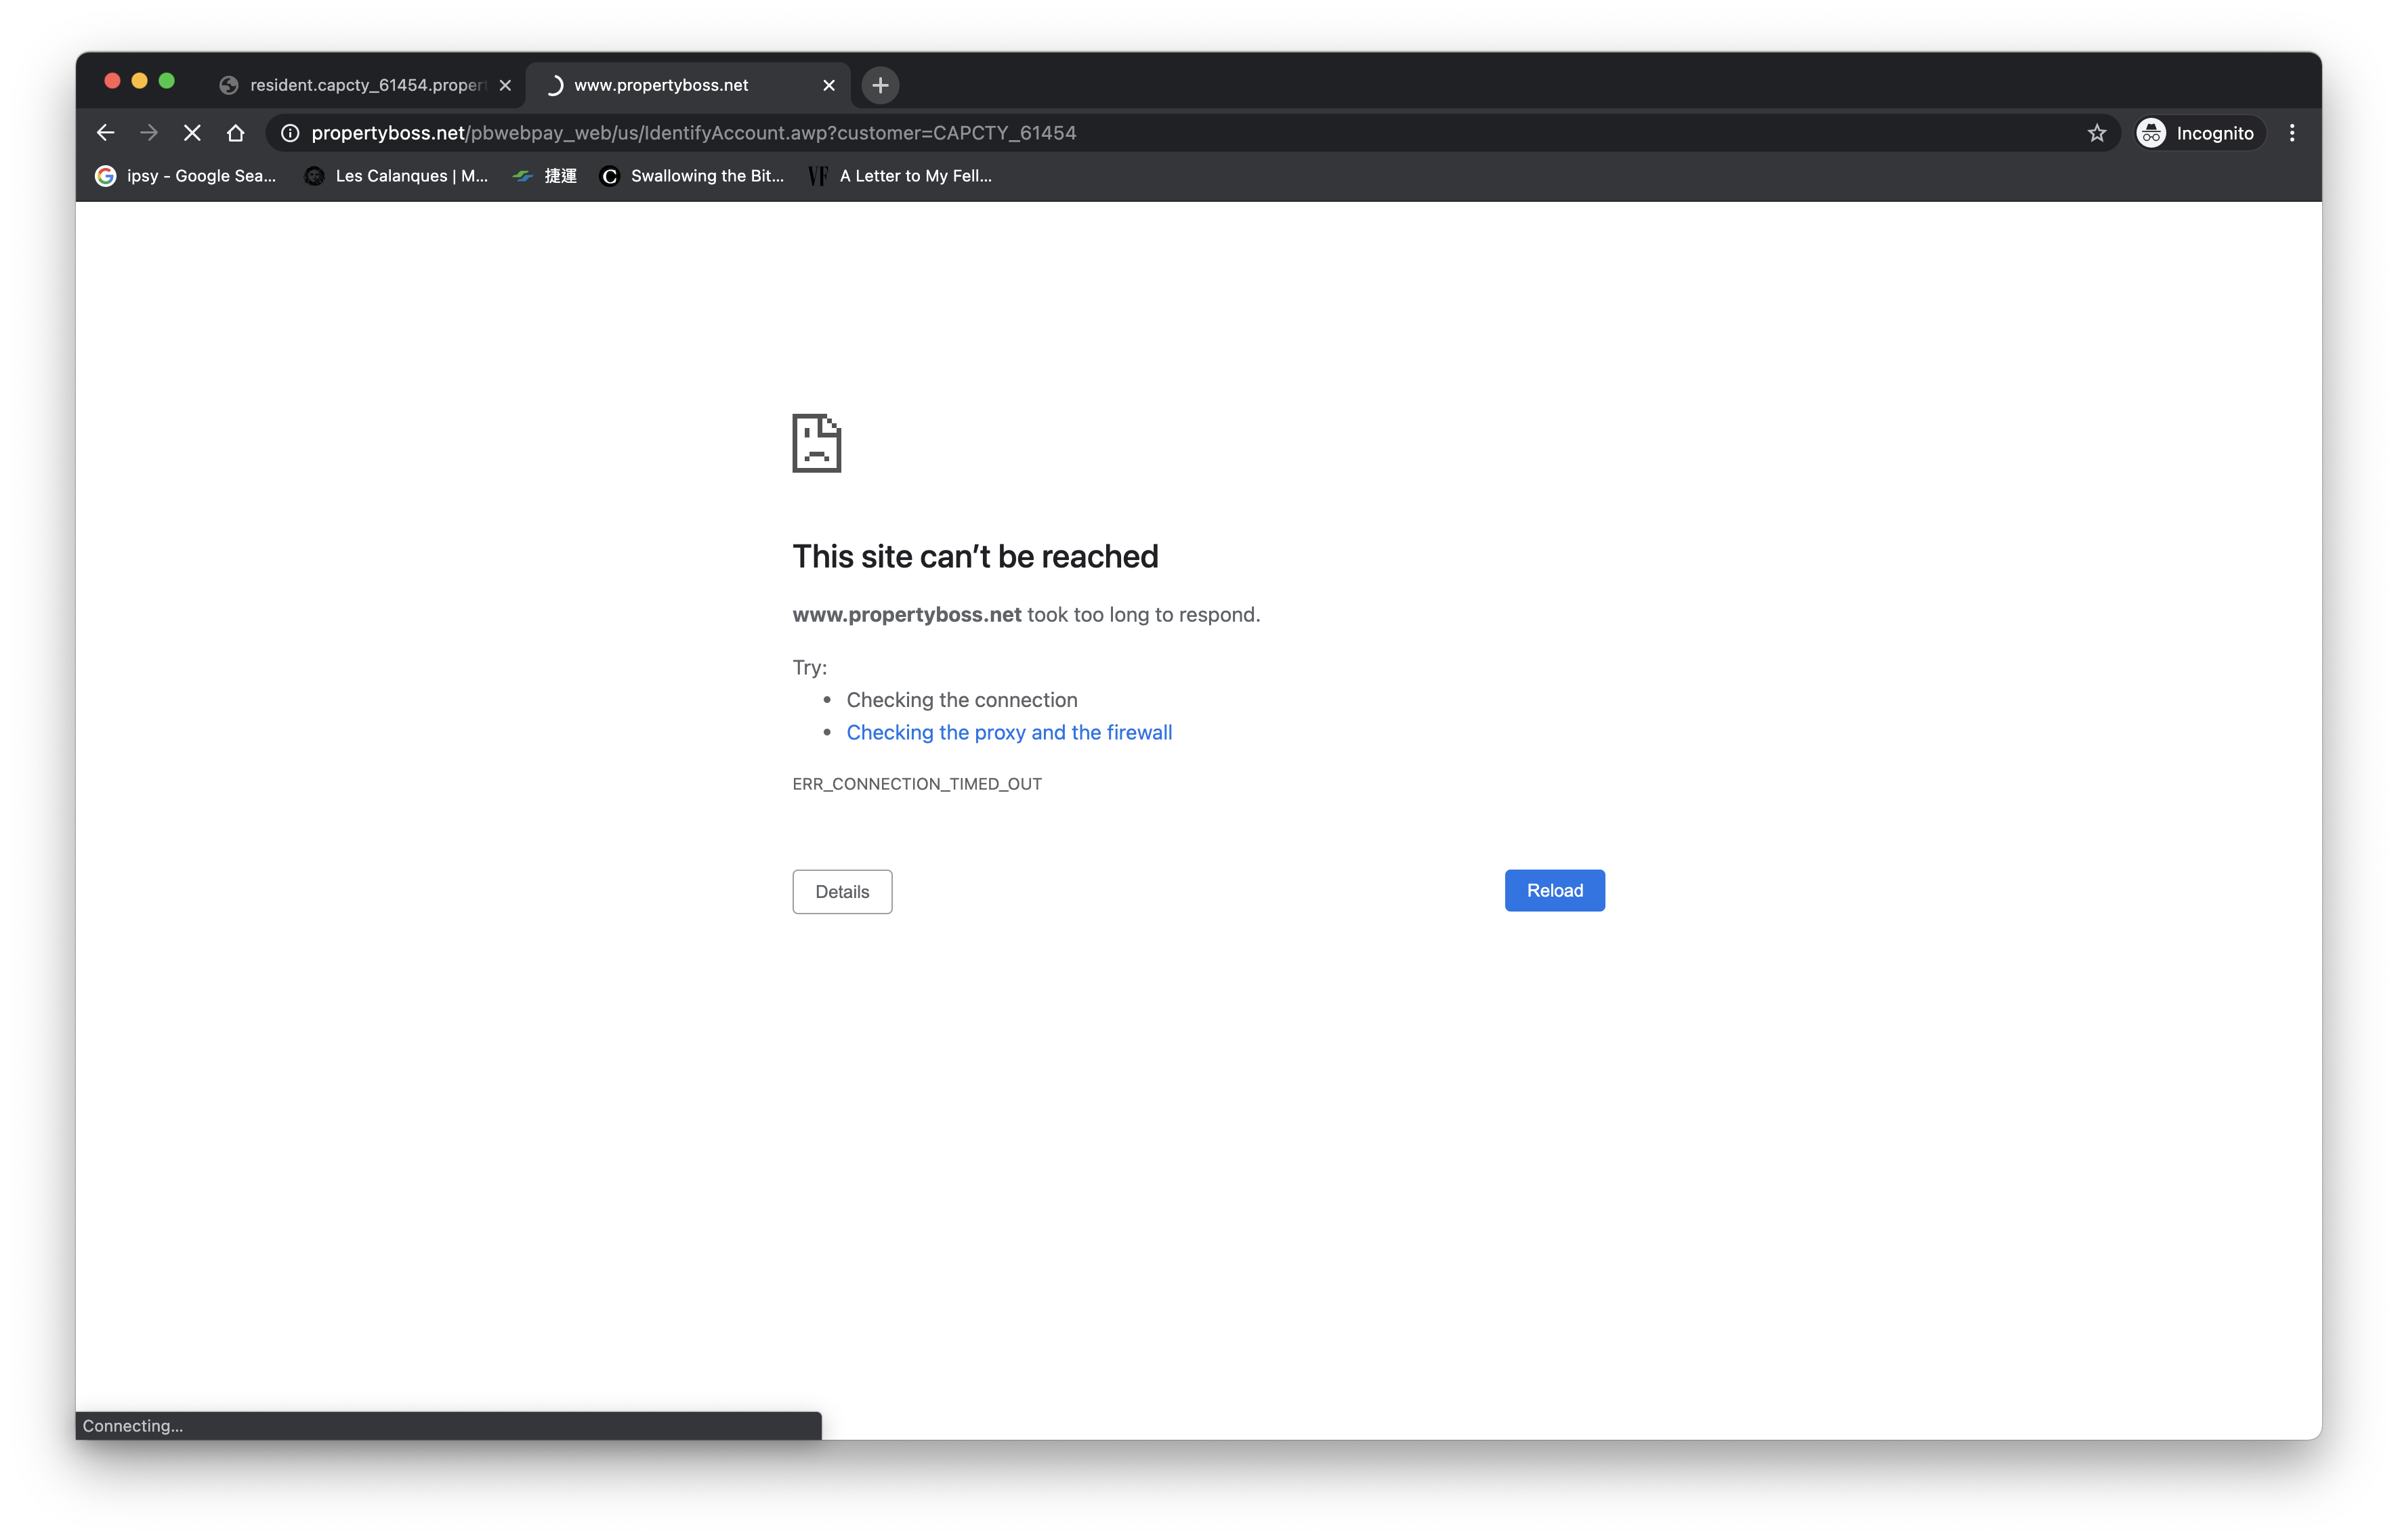 resident.capcty_61454.proper
www.propertyboss.net
propertyboss.net/pbwebpay_web/us/IdentifyAccount.awp?customer=CAPCTY_61454
Incognito
ipsy - Google Sea...
Les Calanques | M...
捷運
Swallowing the Bit...
VF A Letter to My Fell...
This site can’t be reached
www.propertyboss.net took too long to respond.
Try:
• Checking the connection
• Checking the proxy and the firewall
ERR_CONNECTION_TIMED_OUT
Details
Reload
Connecting...